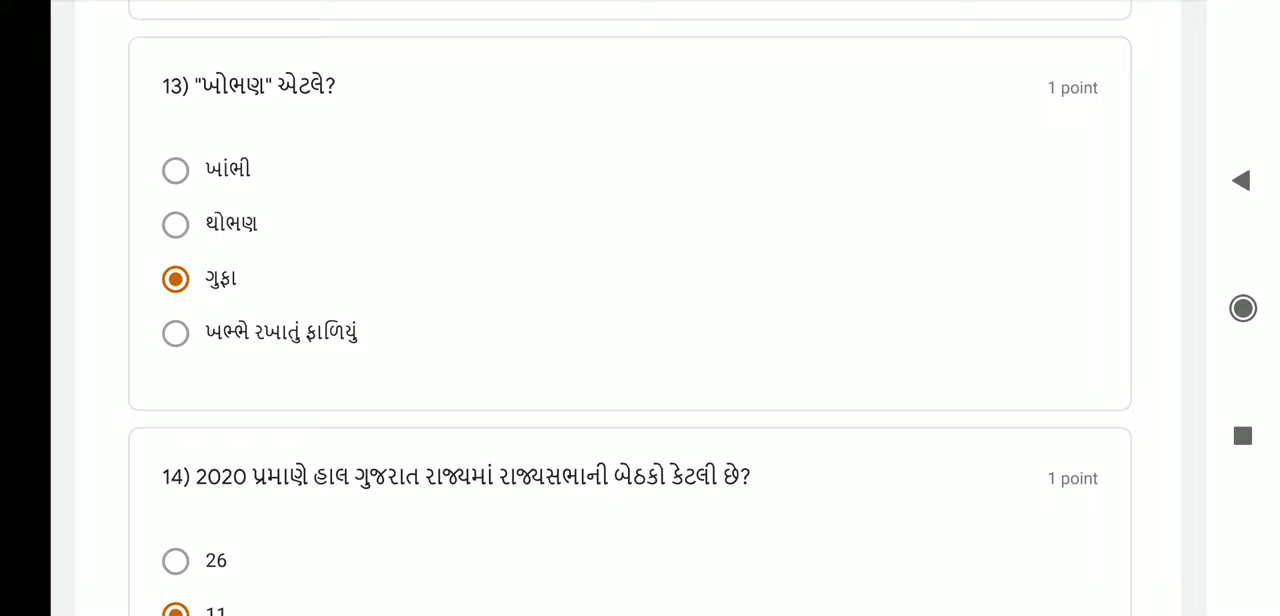 13) "ખોભણ" એટલે?
1 point
ખાંભી
થોભણ
ગુફા
ખભ્ભે રખાતું ફાળિયું
14) 2020 પ્રમાણે હાલ ગુજરાત રાજ્યમાં રાજ્યસભાની બેઠકો કેટલી છે?
1 point
26
11